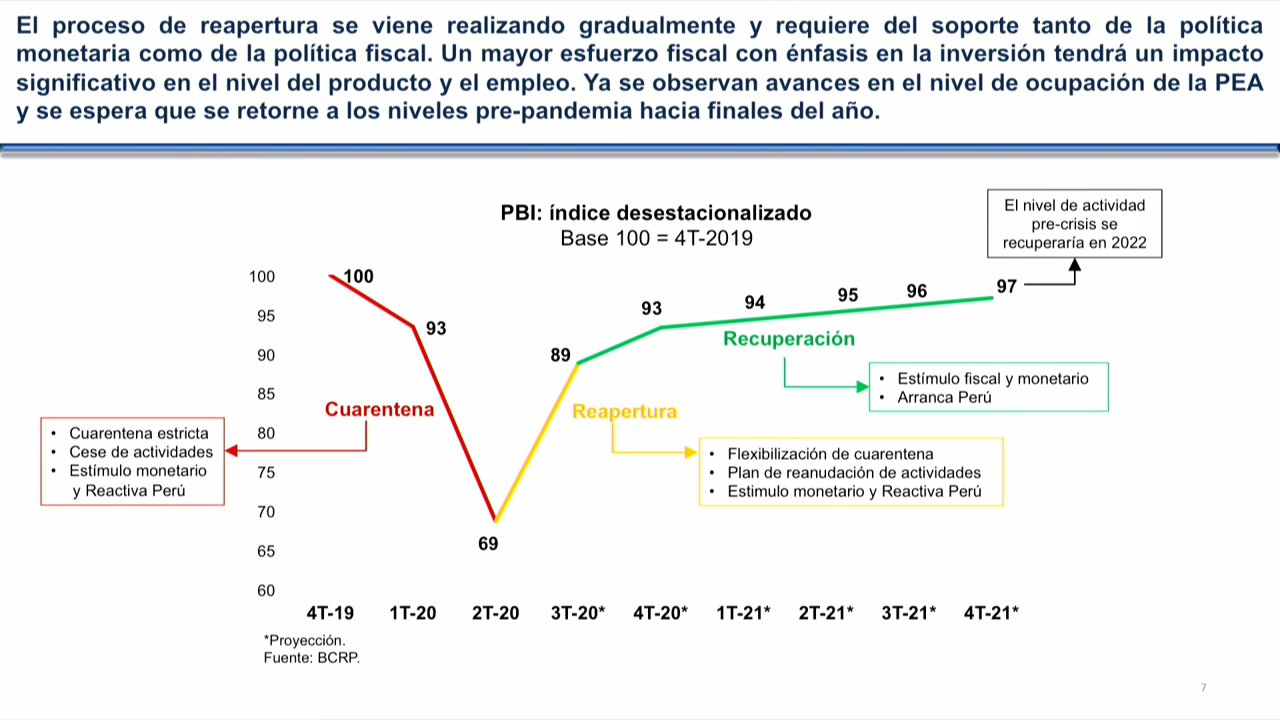 El proceso de reapertura se viene realizando gradualmente y requiere del soporte tanto de la política
monetaria como de la política fiscal. Un mayor esfuerzo fiscal con énfasis en la inversión tendrá un impacto
significativo en el nivel del producto y el empleo. Ya se observan avances en el nivel de ocupación de la PEA
y se espera que se retorne a los niveles pre-pandemia hacia finales del año.
PBI: índice desestacionalizado
Base 100 = 4T-2019
El nivel de actividad
pre-crisis se
recuperaría en 2022
100
95
90
85
80
75
70
65
60
100
93
69
89
93
94
95
96
97
Cuarentena
• Cuarentena estricta
• Cese de actividades
• Estímulo monetario
y Reactiva Perú
Reapertura
• Flexibilización de cuarentena
• Plan de reanudación de actividades
• Estimulo monetario y Reactiva Perú
Recuperación
• Estímulo fiscal y monetario
• Arranca Perú
4T-19 1T-20 2T-20 3T-20* 4T-20* 1T-21* 2T-21* 3T-21* 4T-21*
*Proyección.
Fuente: BCRP.
7